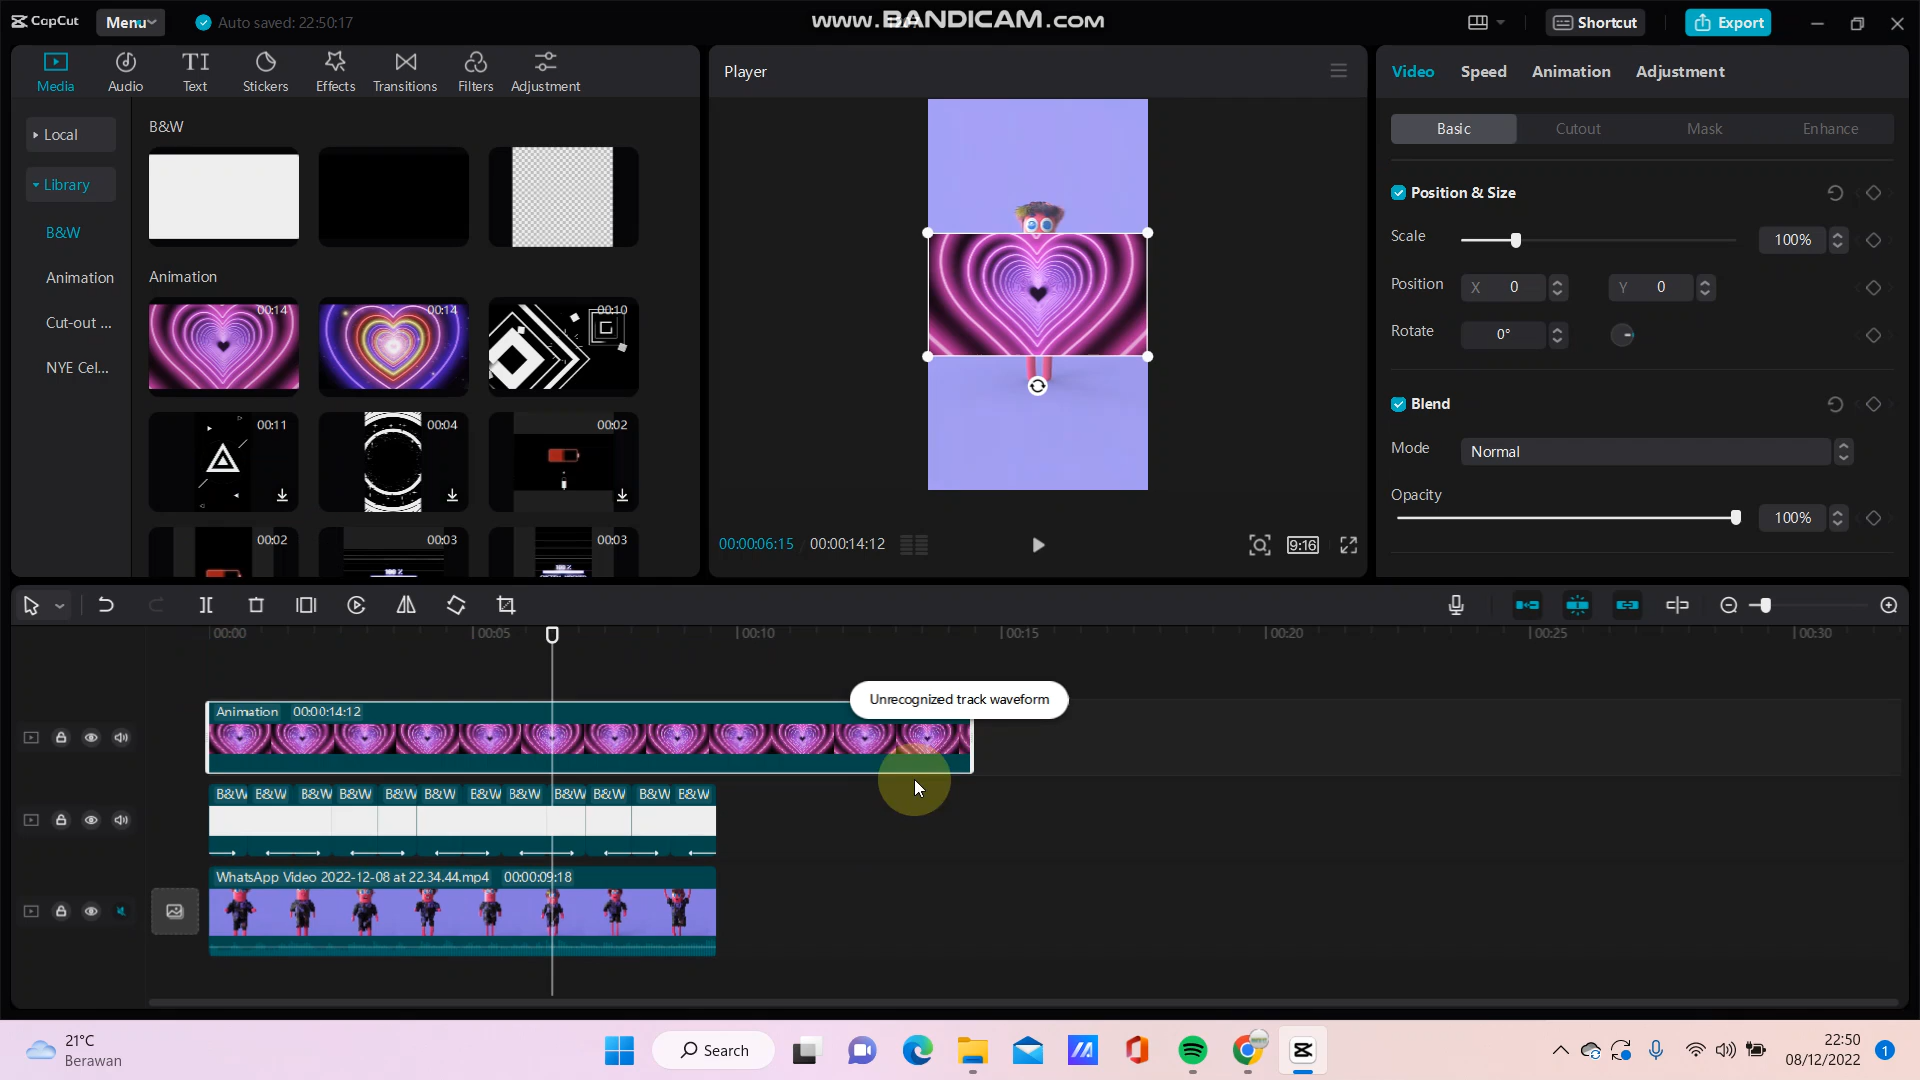 CapCut
Menu
Auto saved: 22:50:17
www.BANDICAM.com
Shortcut
Export
Media
Audio
Text
Stickers
Effects
Transitions
Filters
Adjustment
Player
Video
Speed
Animation
Adjustment
Local
Library
B&W
Animation
Cut-out ...
NYE Cel...
B&W
Animation
00:14
00:14
00:10
00:11
00:04
00:02
00:02
00:03
00:03
Basic
Cutout
Mask
Enhance
Position & Size
Scale
100%
Position
X 0
Y 0
Rotate
0°
Blend
Mode
Normal
Opacity
100%
00:00:06:15
00:00:14:12
9:16
00:00
00:05
00:10
00:15
00:20
00:25
00:30
Unrecognized track waveform
Animation 00:00:14:12
B&W B&W B&W B&W B&W B&W B&W B&W B&W B&W B&W B&W
WhatsApp Video 2022-12-08 at 22.34.44.mp4 00:00:09:18
21°C
Berawan
Search
22:50
08/12/2022
1